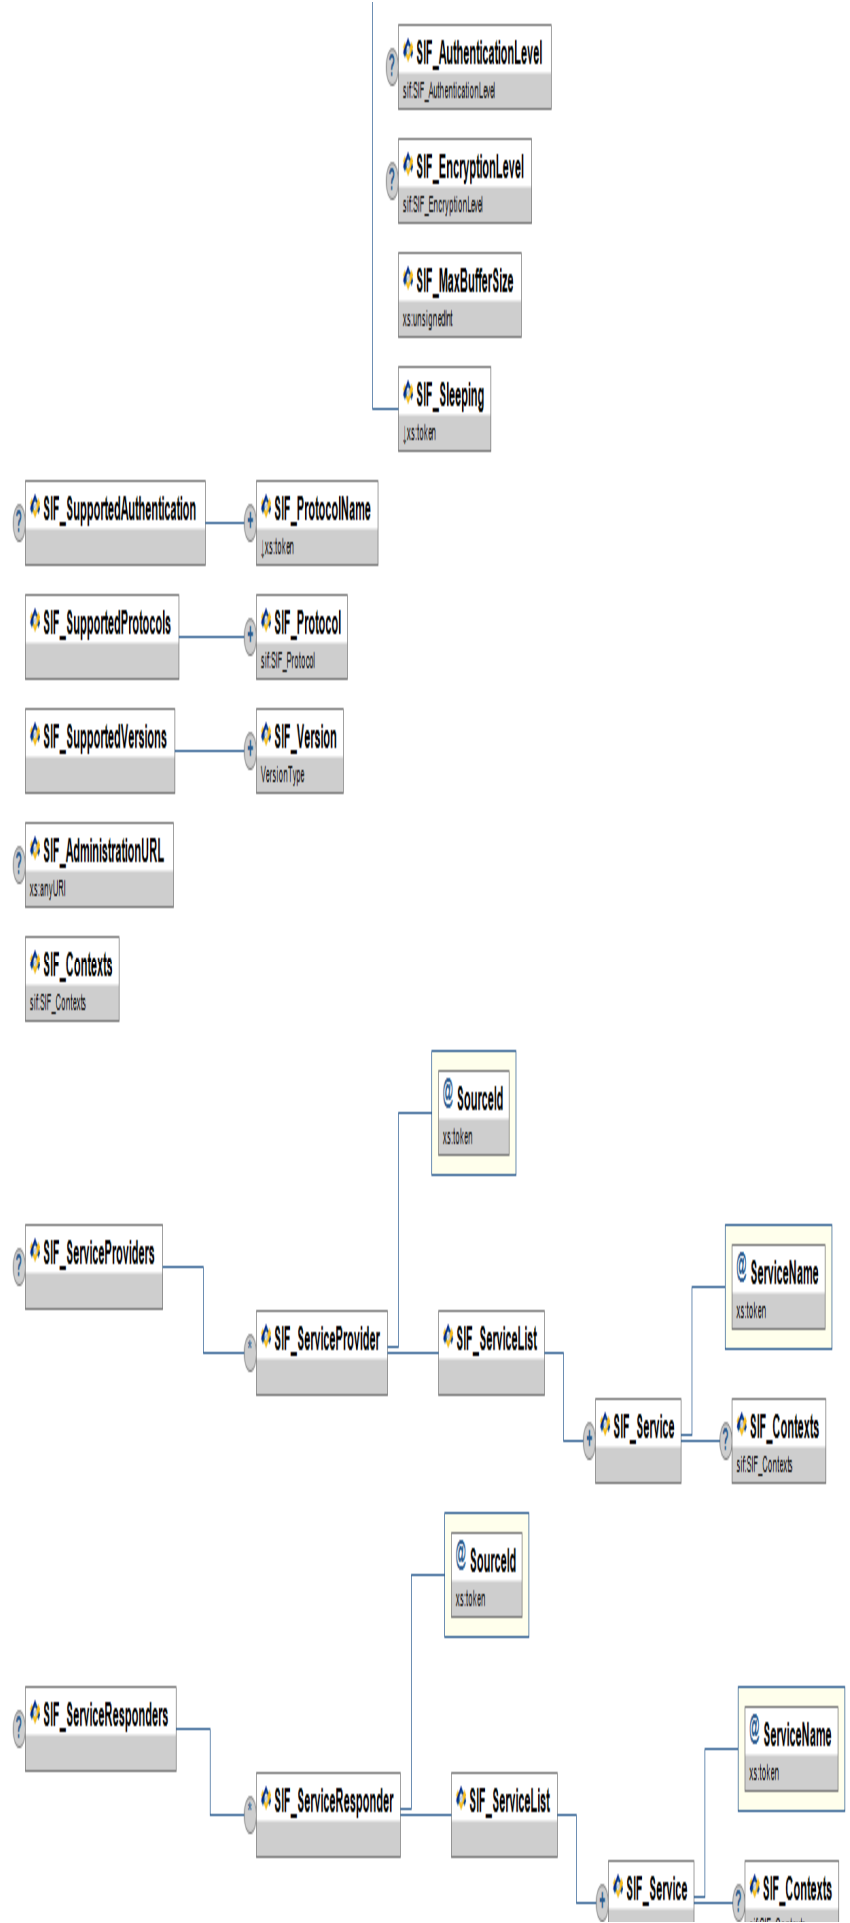 ? SIF_AuthenticationLevel
sif:SIF_AuthenticationLevel
? SIF_EncryptionLevel
sif:SIF_EncryptionLevel
SIF_MaxBufferSize
xs:unsignedInt
SIF_Sleeping
↓xs:token
? SIF_SupportedAuthentication
+ SIF_ProtocolName
↓xs:token
SIF_SupportedProtocols
+ SIF_Protocol
sif:SIF_Protocol
SIF_SupportedVersions
+ SIF_Version
VersionType
? SIF_AdministrationURL
xs:anyURI
SIF_Contexts
sif:SIF_Contexts
@ SourceId
xs:token
? SIF_ServiceProviders
@ ServiceName
xs:token
* SIF_ServiceProvider
SIF_ServiceList
+ SIF_Service
? SIF_Contexts
sif:SIF_Contexts
@ SourceId
xs:token
? SIF_ServiceResponders
@ ServiceName
xs:token
* SIF_ServiceResponder
SIF_ServiceList
+ SIF_Service
? SIF_Contexts